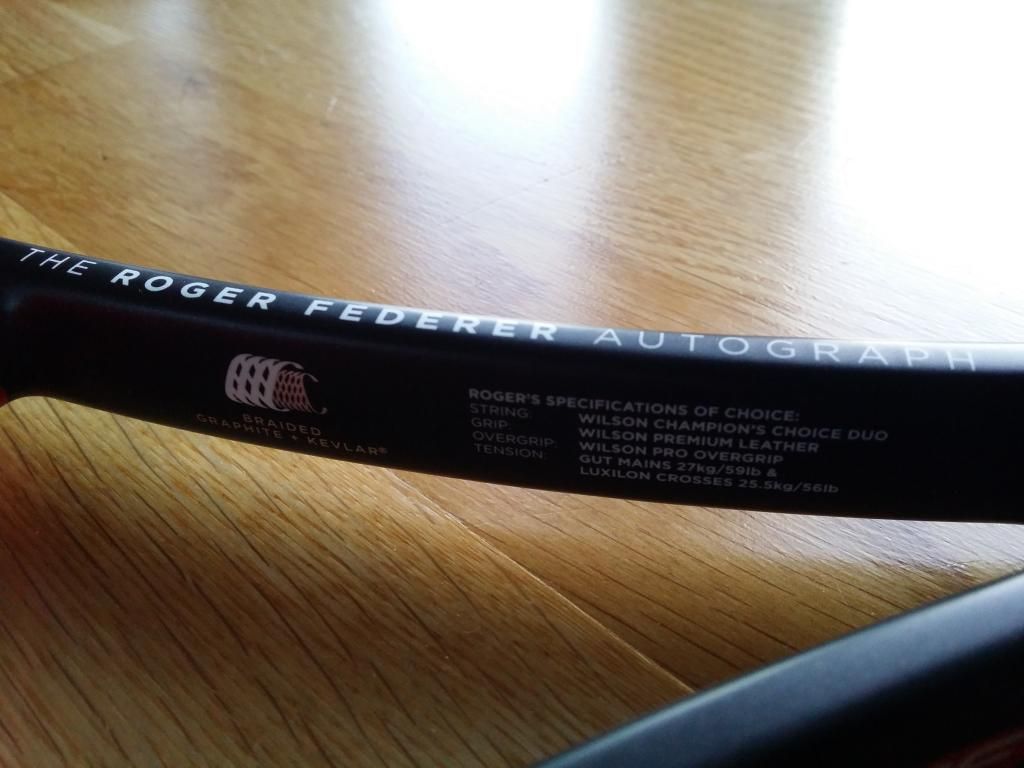 THE ROGER FEDERER AUTOGRAPH
BRAIDED
GRAPHITE + KEVLAR®
ROGER'S SPECIFICATIONS OF CHOICE:
STRING: WILSON CHAMPION'S CHOICE DUO
GRIP: WILSON PREMIUM LEATHER
OVERGRIP: WILSON PRO OVERGRIP
TENSION: GUT MAINS 27kg/59lb &
LUXILON CROSSES 25.5kg/56lb